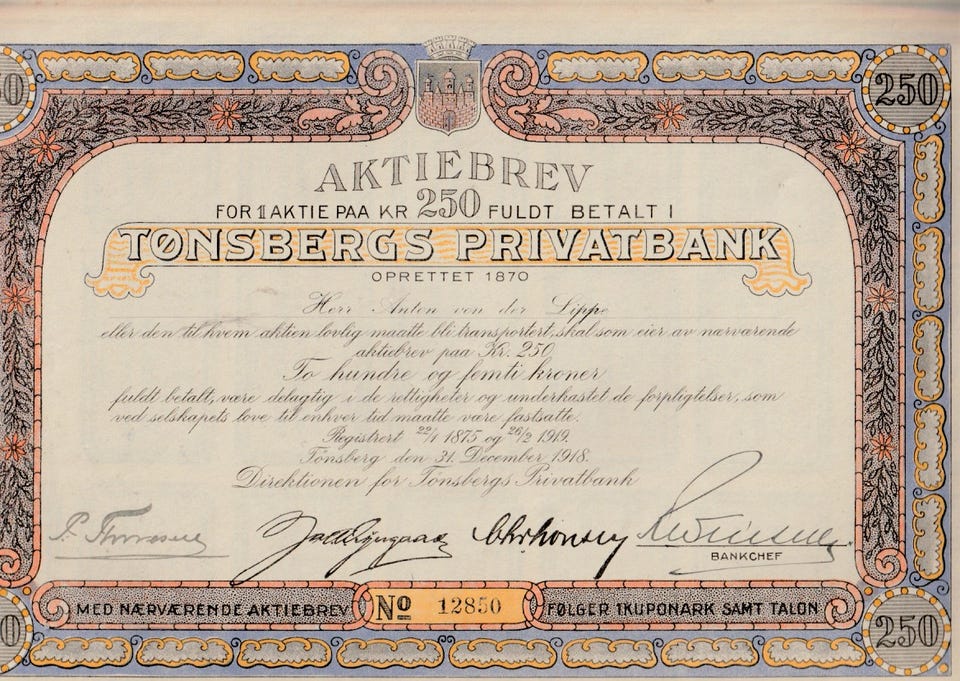 250
AKTIEBREV
FOR 1 AKTIE PAA KR 250 FULDT BETALT I
TØNSBERGS PRIVATBANK
OPRETTET 1870
Herr Anton von der Lippe
eller den til hvem aktien lovlig maatte bli transportert, skal som eier av nærværende
aktiebrev paa Kr. 250
To hundre og femti kroner
fuldt betalt, være delagtig i de rettigheter og underkastet de forpligtelser, som
ved selskapets love til enhver tid maatte være fastsatte.
Registrert 22/1 1875 og 26/2 1919.
Tønsberg den 31. December 1918.
Direktionen for Tønsbergs Privatbank
BANKCHEF
MED NÆRVÆRENDE AKTIEBREV
No 12850
FØLGER 1 KUPONARK SAMT TALON
250